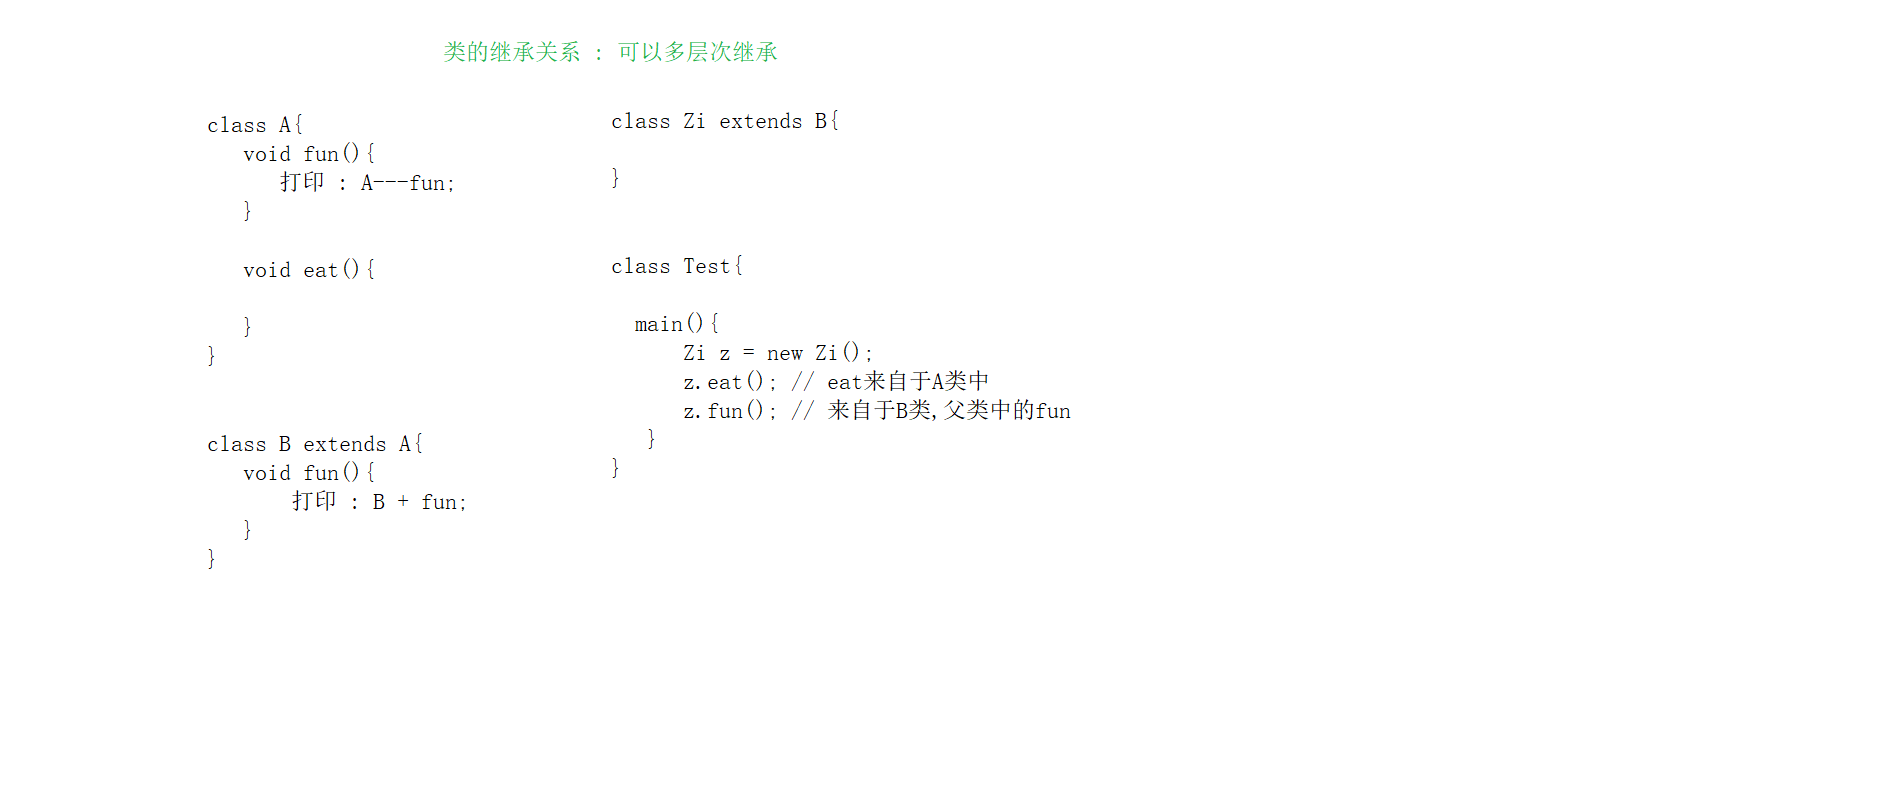 类的继承关系 : 可以多层次继承
class A{
   void fun(){
      打印 : A---fun;
   }
   void eat(){
   }
}
class B extends A{
   void fun(){
       打印 : B + fun;
   }
}
class Zi extends B{
}
class Test{
  main(){
      Zi z = new Zi();
      z.eat(); // eat来自于A类中
      z.fun(); // 来自于B类,父类中的fun
   }
}